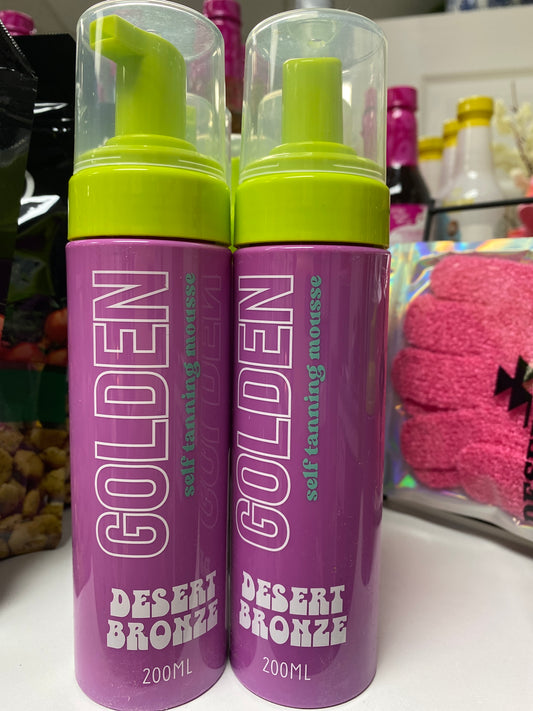 GOLDEN
self tanning mousse
DESERT
BRONZE
200ML
GOLDEN
self tanning mousse
DESERT
BRONZE
200ML